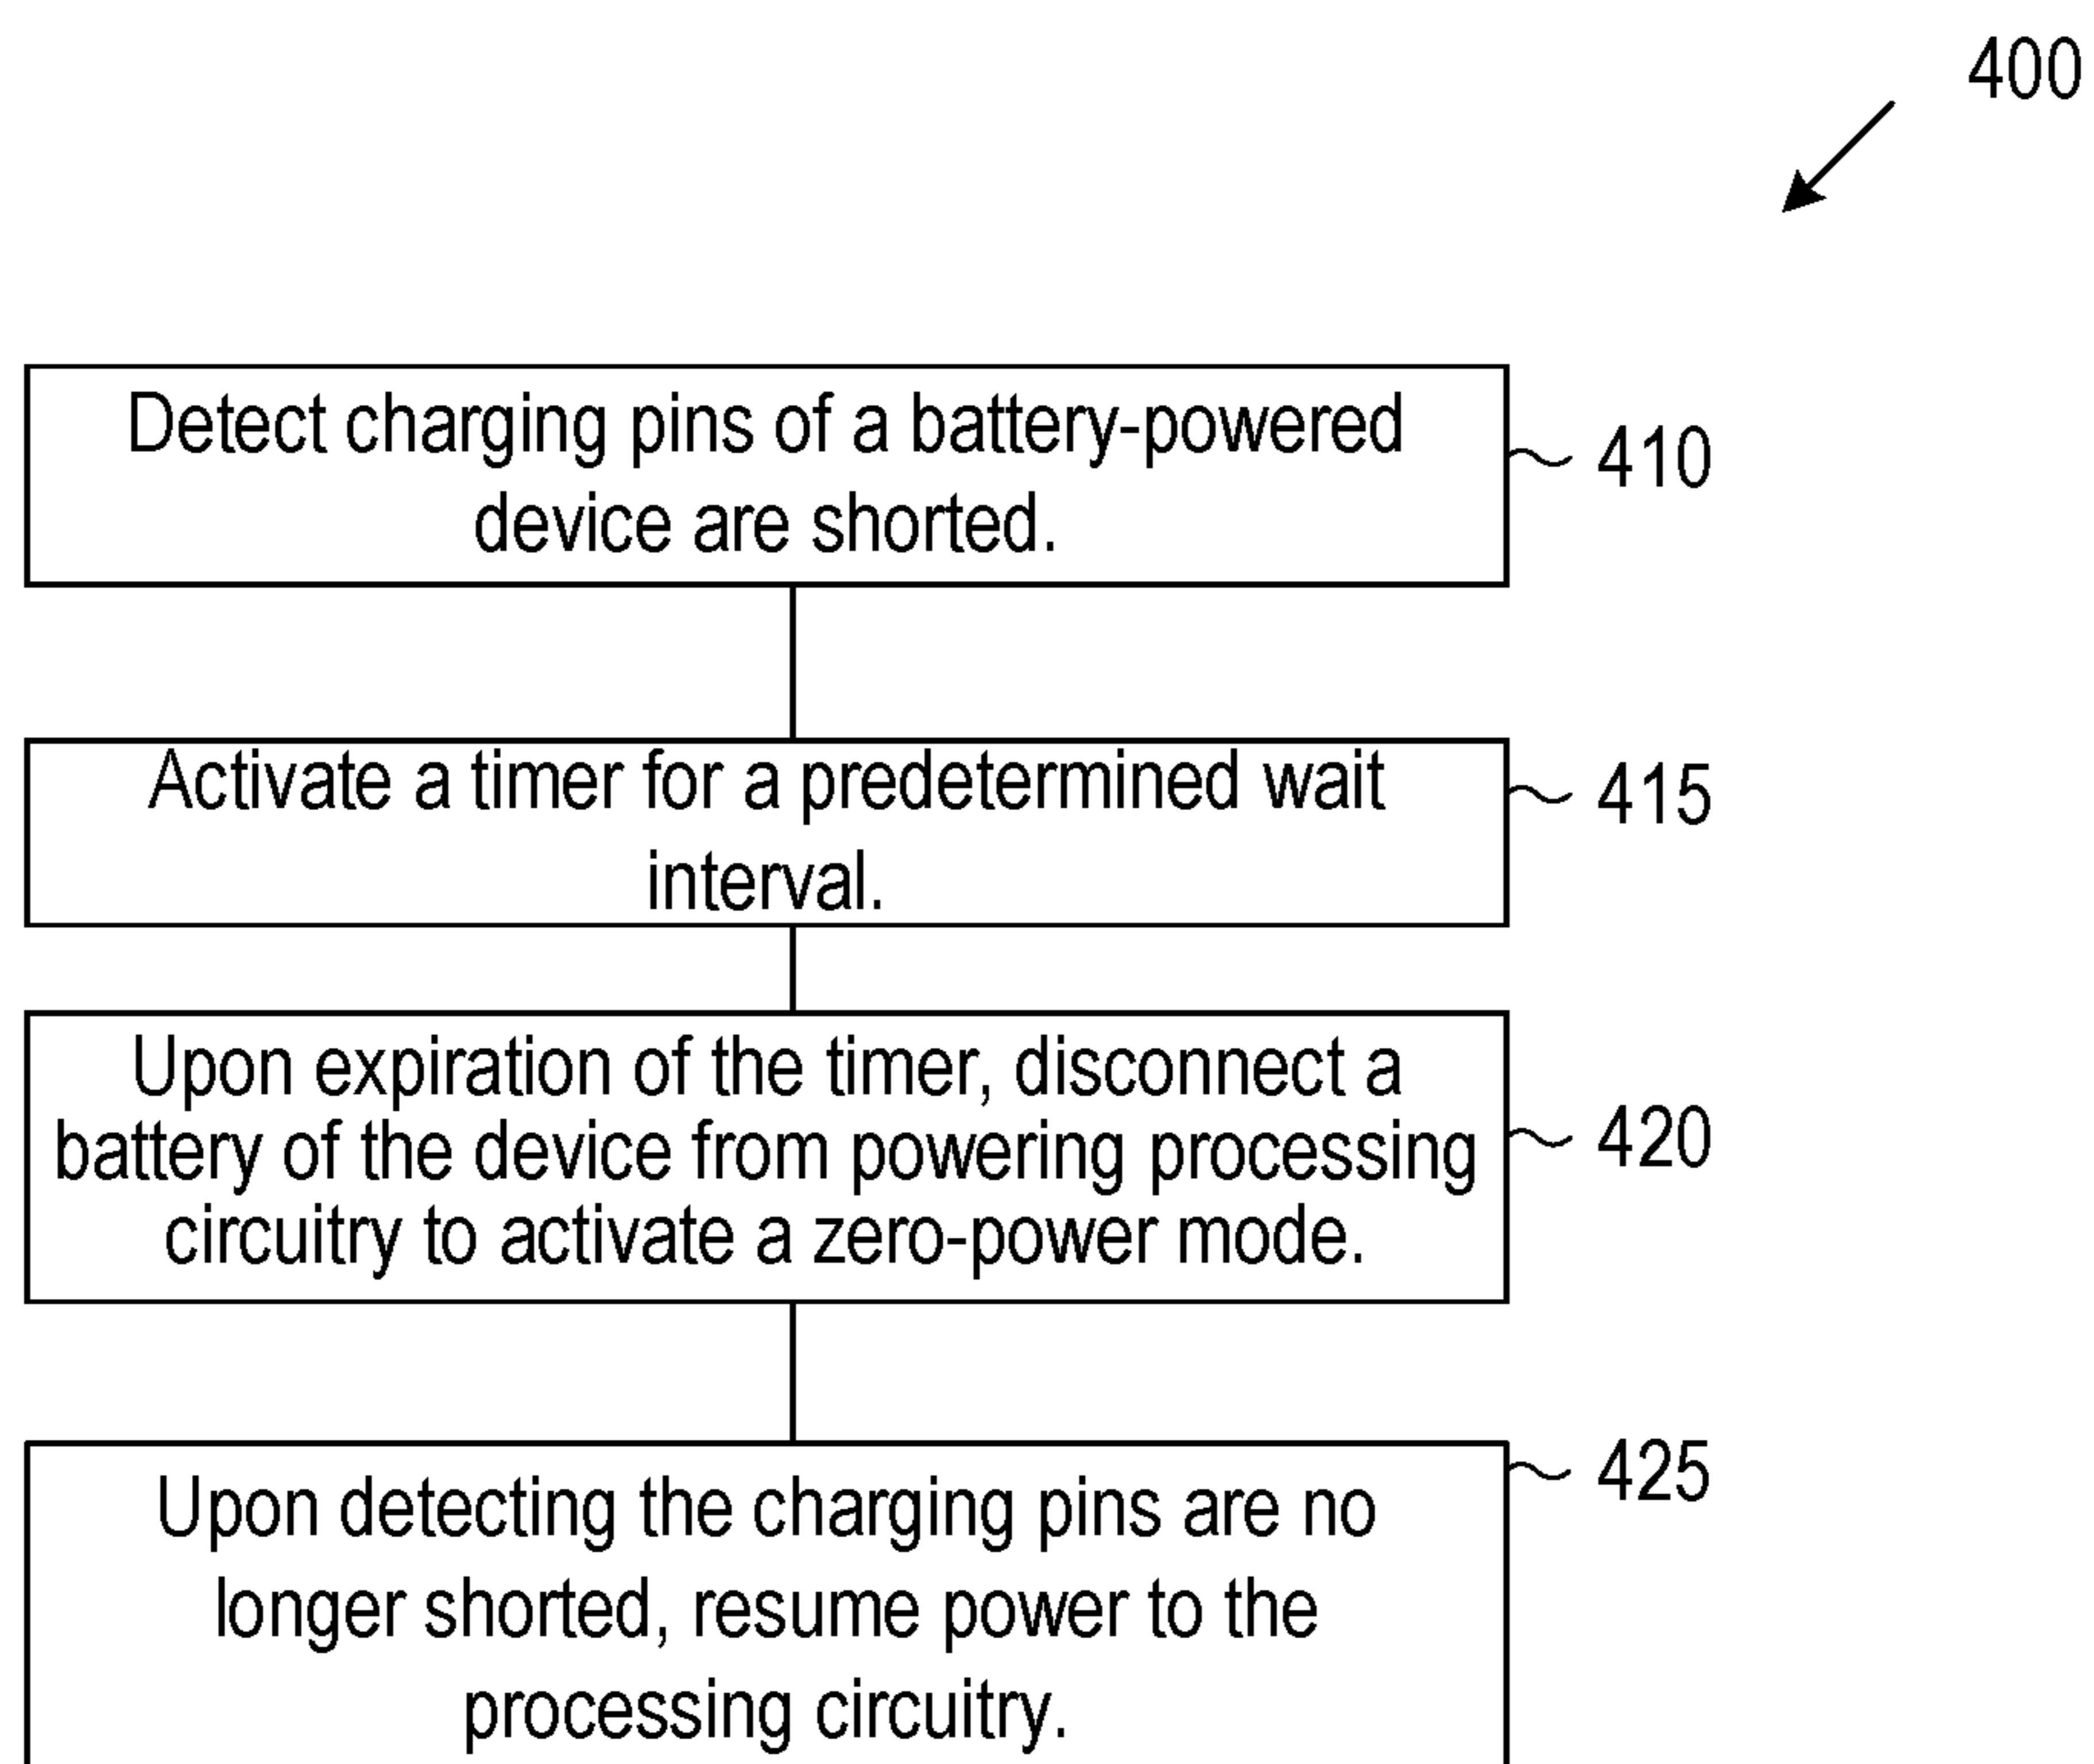 400
Detect charging pins of a battery-powered
device are shorted.
410
Activate a timer for a predetermined wait
interval.
415
Upon expiration of the timer, disconnect a
battery of the device from powering processing
circuitry to activate a zero-power mode.
420
Upon detecting the charging pins are no
longer shorted, resume power to the
processing circuitry.
425